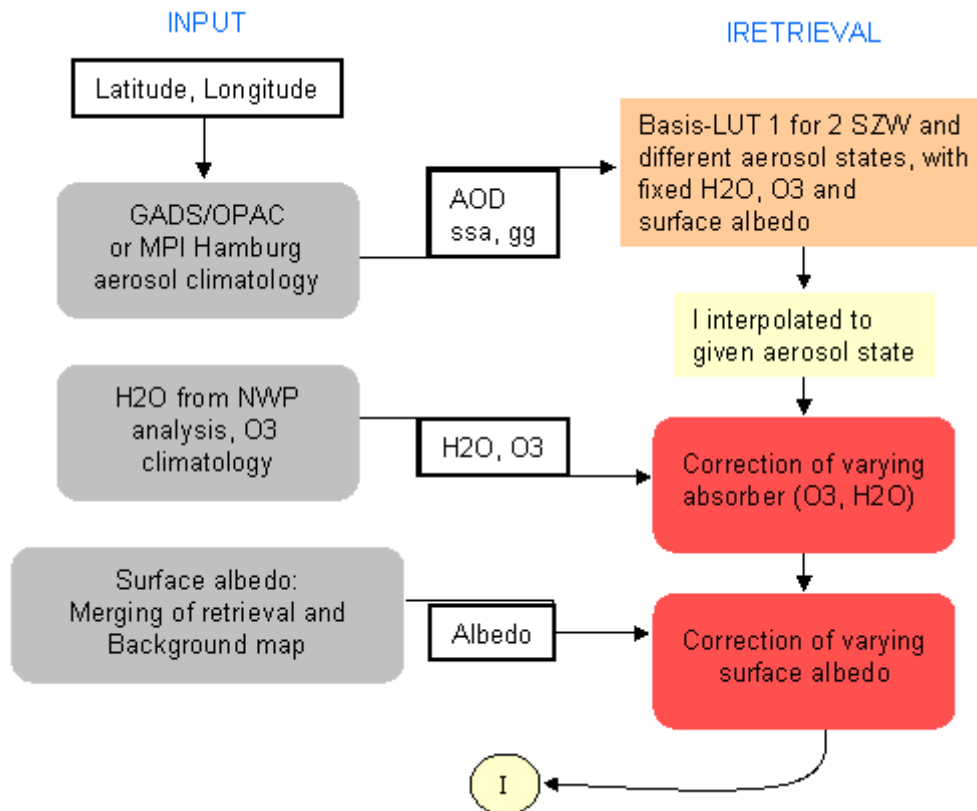 INPUT
IRETRIEVAL
Latitude, Longitude
Basis-LUT 1 for 2 SZW and
different aerosol states, with
fixed H2O, O3 and
surface albedo
AOD
ssa, gg
GADS/OPAC
or MPI Hamburg
aerosol climatology
I interpolated to
given aerosol state
H2O from NWP
analysis, O3
climatology
H2O, O3
Correction of varying
absorber (O3, H2O)
Surface albedo:
Merging of retrieval and
Background map
Albedo
Correction of varying
surface albedo
I